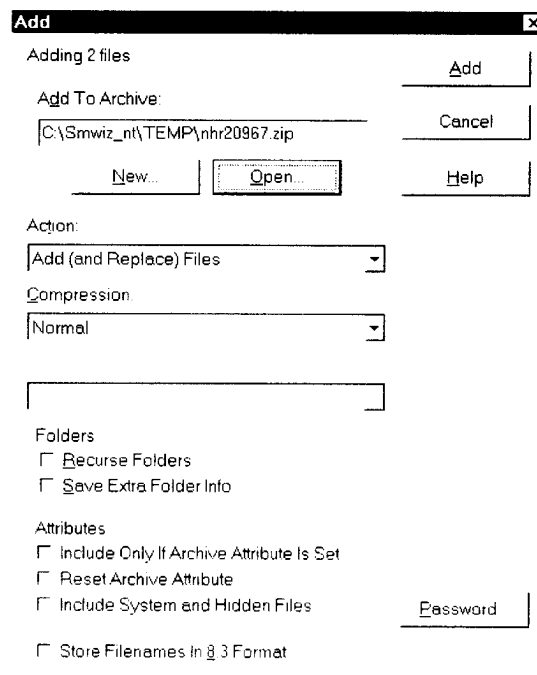 Add
Adding 2 files
Add
Add To Archive:
C:\Smwiz_nt\TEMP\nhr20967.zip
Cancel
New...
Open...
Help
Action:
Add (and Replace) Files
Compression
Normal
Folders
Recurse Folders
Save Extra Folder Info
Attributes
Include Only If Archive Attribute Is Set
Reset Archive Attribute
Include System and Hidden Files
Password
Store Filenames In 8.3 Format